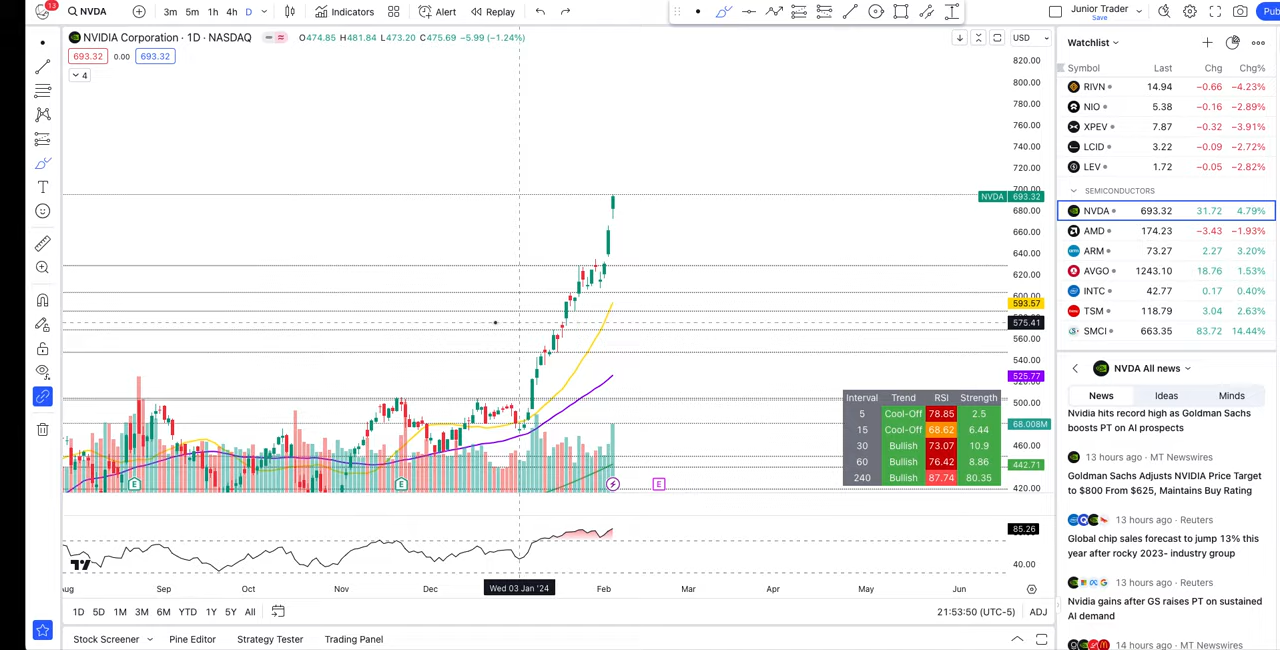 13
NVDA
3m 5m 1h 4h D
Indicators
Alert
Replay
Junior Trader
Save
Pub
NVIDIA Corporation · 1D · NASDAQ
O474.85 H481.84 L473.20 C475.69 −5.99 (−1.24%)
693.32 0.00 693.32
4
USD
820.00
800.00
780.00
760.00
740.00
720.00
700.00
NVDA 693.32
680.00
660.00
640.00
620.00
600.00
593.57
575.41
560.00
540.00
525.77
500.00
68.008M
460.00
442.71
420.00
85.26
40.00
Interval Trend RSI Strength
5 Cool-Off 78.85 2.5
15 Cool-Off 68.62 6.44
30 Bullish 73.07 10.9
60 Bullish 76.42 8.86
240 Bullish 87.74 80.35
E E E
Aug Sep Oct Nov Dec Wed 03 Jan '24 Feb Mar Apr May Jun
1D 5D 1M 3M 6M YTD 1Y 5Y All
21:53:50 (UTC-5) ADJ
Stock Screener Pine Editor Strategy Tester Trading Panel
Watchlist
Symbol Last Chg Chg%
RIVN 14.94 −0.66 −4.23%
NIO 5.38 −0.16 −2.89%
XPEV 7.87 −0.32 −3.91%
LCID 3.22 −0.09 −2.72%
LEV 1.72 −0.05 −2.82%
SEMICONDUCTORS
NVDA 693.32 31.72 4.79%
AMD 174.23 −3.43 −1.93%
ARM 73.27 2.27 3.20%
AVGO 1243.10 18.76 1.53%
INTC 42.77 0.17 0.40%
TSM 118.79 3.04 2.63%
SMCI 663.35 83.72 14.44%
NVDA All news
News Ideas Minds
Nvidia hits record high as Goldman Sachs
boosts PT on AI prospects
13 hours ago · MT Newswires
Goldman Sachs Adjusts NVIDIA Price Target
to $800 From $625, Maintains Buy Rating
13 hours ago · Reuters
Global chip sales forecast to jump 13% this
year after rocky 2023- industry group
13 hours ago · Reuters
Nvidia gains after GS raises PT on sustained
AI demand
14 hours ago · MT Newswires